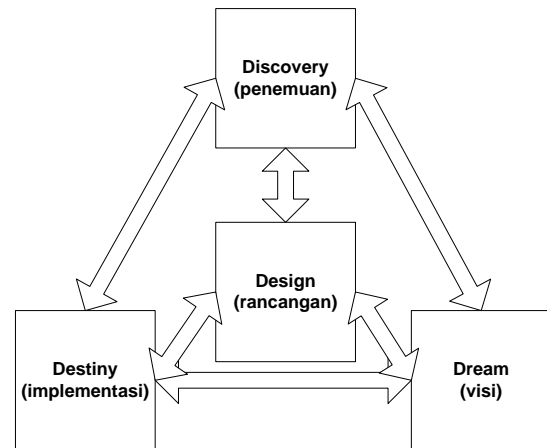 Discovery
(penemuan)
Design
(rancangan)
Destiny
(implementasi)
Dream
(visi)